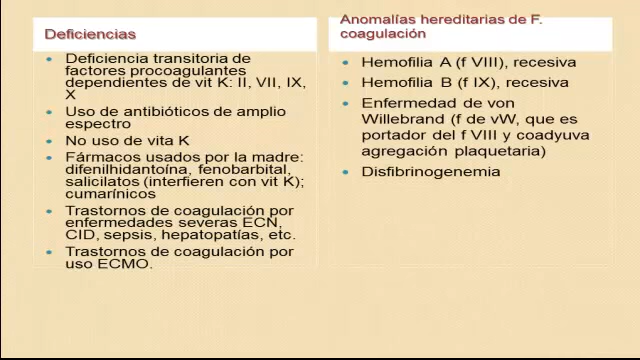 Deficiencias
Deficiencia transitoria de
factores procoagulantes
dependientes de vit K: II, VII, IX,
X
Uso de antibióticos de amplio
espectro
No uso de vita K
Fármacos usados por la madre:
difenilhidantoína, fenobarbital,
salicilatos (interfieren con vit K);
cumarínicos
Trastornos de coagulación por
enfermedades severas ECN,
CID, sepsis, hepatopatías, etc.
Trastornos de coagulación por
uso ECMO.
Anomalías hereditarias de F.
coagulación
Hemofilia A (f VIII), recesiva
Hemofilia B (f IX), recesiva
Enfermedad de von
Willebrand (f de vW, que es
portador del f VIII y coadyuva
agregación plaquetaria)
Disfibrinogenemia